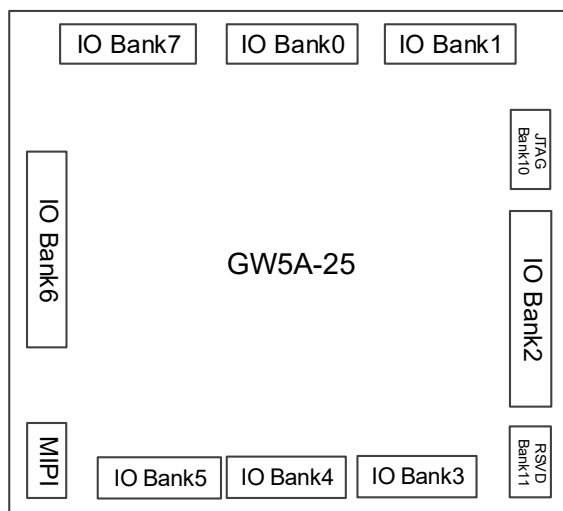 IO Bank7
IO Bank0
IO Bank1
JTAG
Bank10
IO Bank6
GW5A-25
IO Bank2
MIPI
IO Bank5
IO Bank4
IO Bank3
RSVD
Bank11